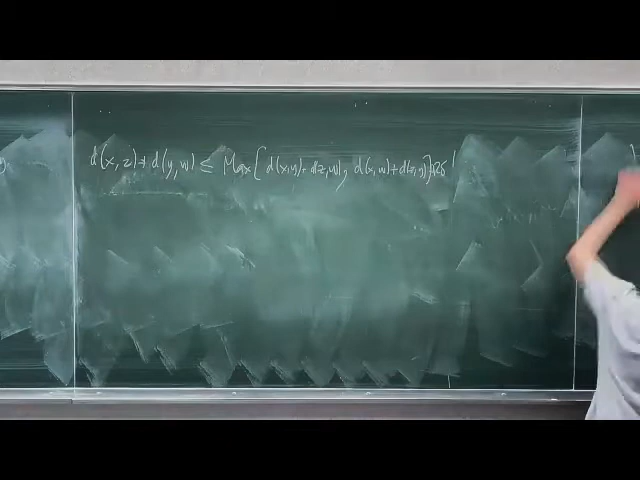 d(x, z) + d(y, w) ≤ Max { d(x,y) + d(z,w), d(x,w) + d(z,y) } + 2δ'